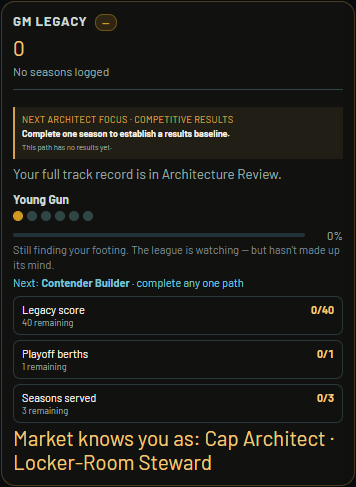 GM LEGACY —
0
No seasons logged
NEXT ARCHITECT FOCUS · COMPETITIVE RESULTS
Complete one season to establish a results baseline.
This path has no results yet.
Your full track record is in Architecture Review.
Young Gun
0%
Still finding your footing. The league is watching — but hasn't made up
its mind.
Next: Contender Builder · complete any one path
Legacy score 0/40
40 remaining
Playoff berths 0/1
1 remaining
Seasons served 0/3
3 remaining
Market knows you as: Cap Architect ·
Locker-Room Steward